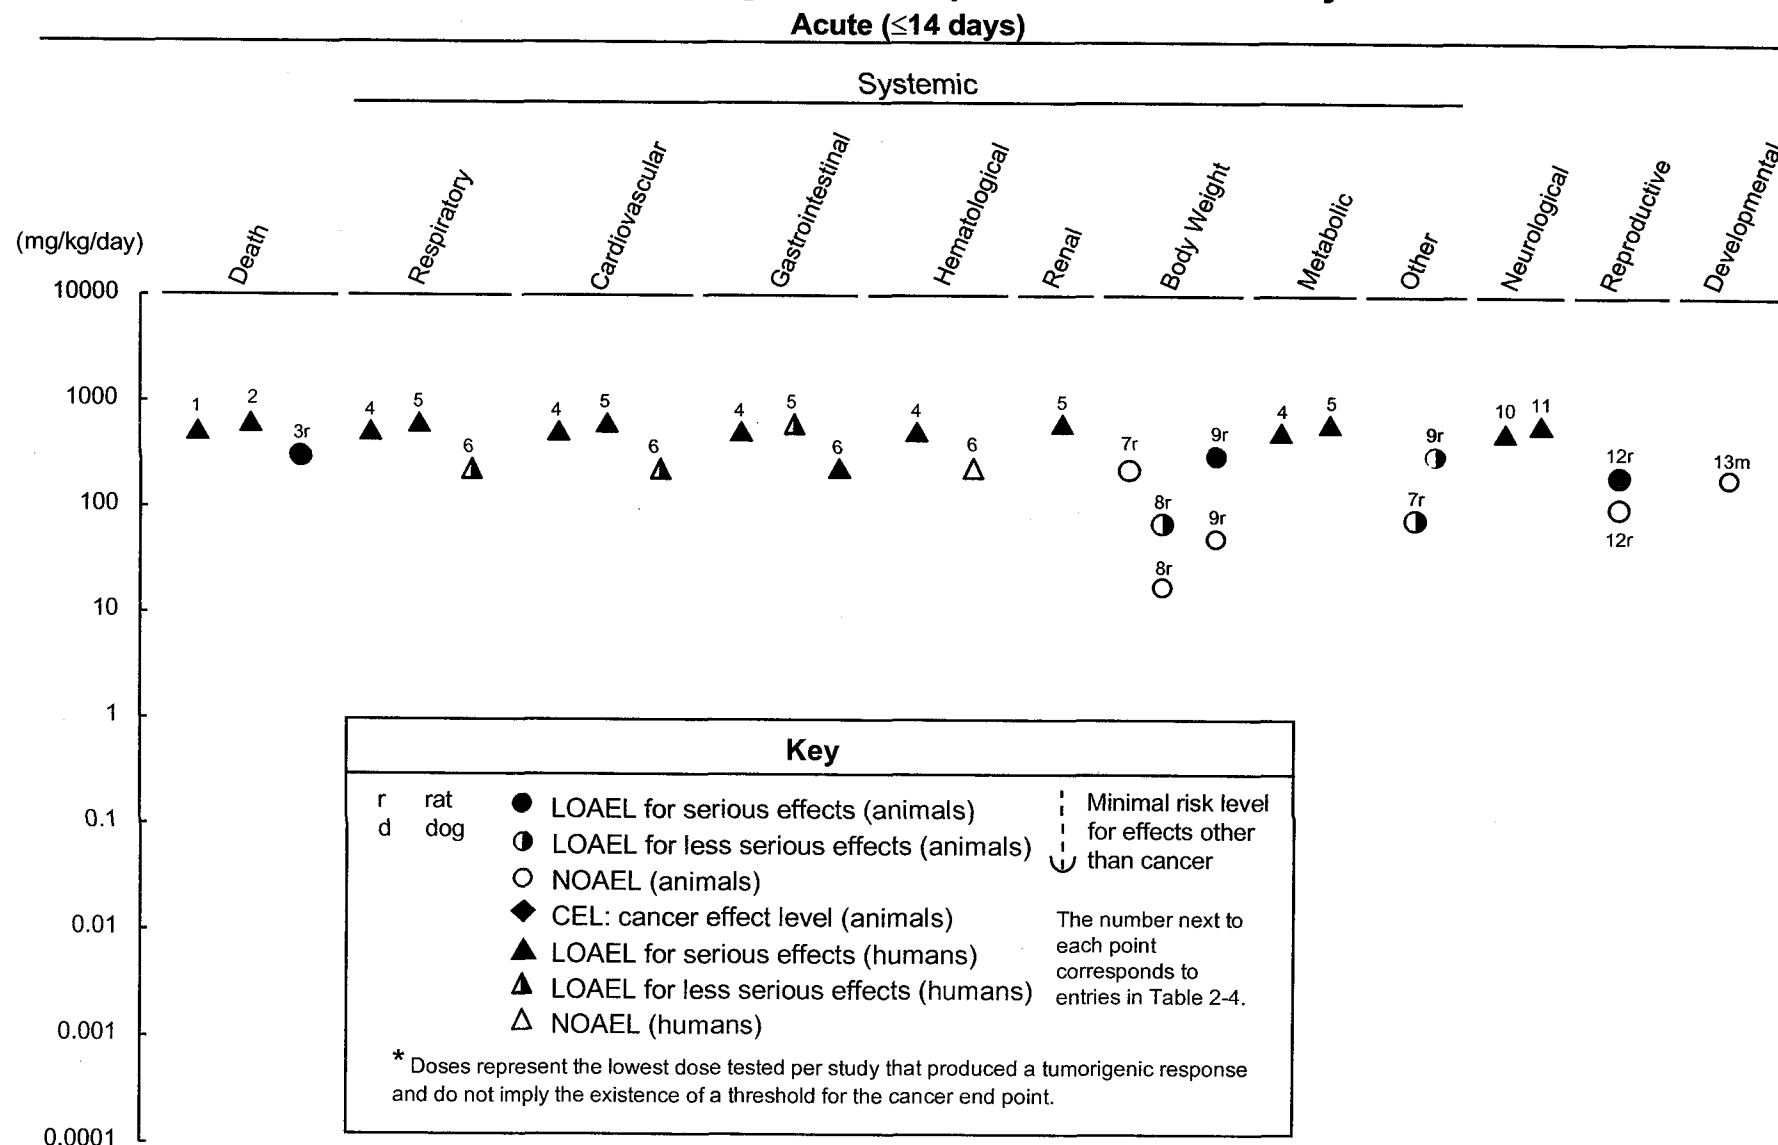 Acute (≤14 days)
Systemic
(mg/kg/day)
Death
Respiratory
Cardiovascular
Gastrointestinal
Hematological
Renal
Body Weight
Metabolic
Other
Neurological
Reproductive
Developmental
10000
1000
100
10
1
0.1
0.01
0.001
0.0001
1 2 3r
4 5 6
4 5 6
4 5 6
4 6
5
7r 8r 8r 9r 9r
4 5
9r 7r
10 11
12r 12r
13m
Key
r rat
d dog
LOAEL for serious effects (animals)
LOAEL for less serious effects (animals)
NOAEL (animals)
CEL: cancer effect level (animals)
LOAEL for serious effects (humans)
LOAEL for less serious effects (humans)
NOAEL (humans)
Minimal risk level
for effects other
than cancer
The number next to
each point
corresponds to
entries in Table 2-4.
* Doses represent the lowest dose tested per study that produced a tumorigenic response
and do not imply the existence of a threshold for the cancer end point.